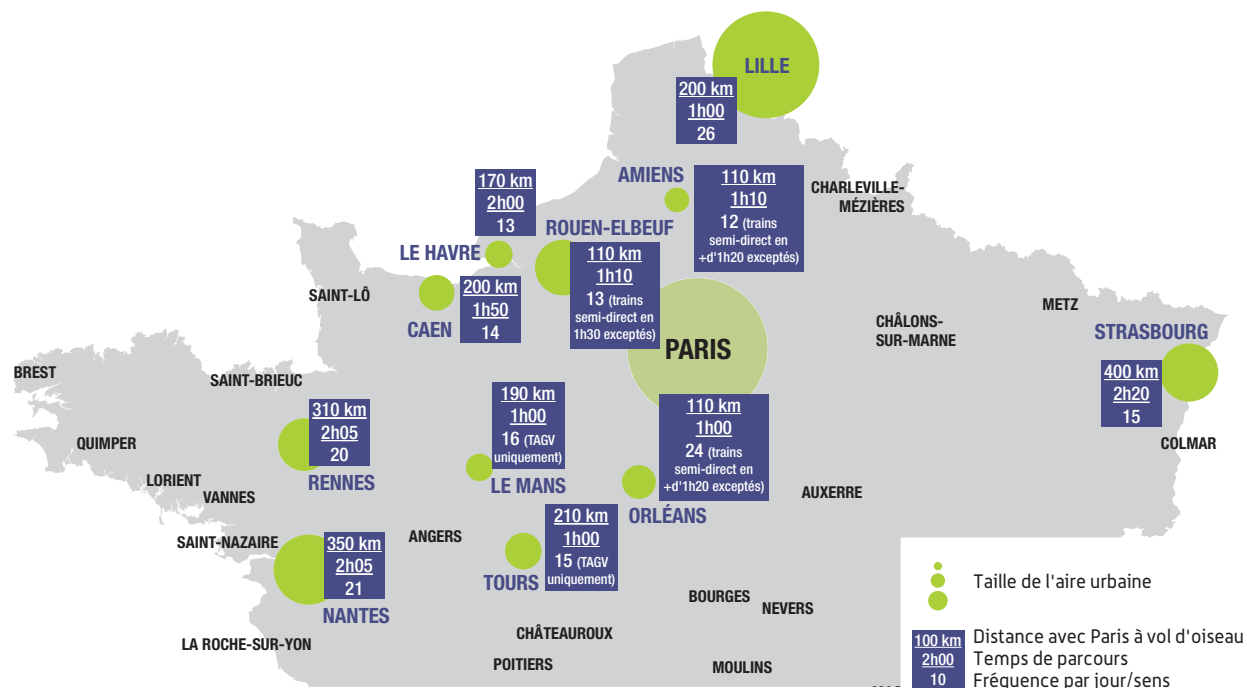 LILLE
200 km
1h00
26
AMIENS
110 km
1h10
12 (trains
semi-direct en
+d'1h20 exceptés)
CHARLEVILLE-
MÉZIÈRES
170 km
2h00
13
LE HAVRE
ROUEN-ELBEUF
110 km
1h10
13 (trains
semi-direct en
1h30 exceptés)
SAINT-LÔ
CAEN
200 km
1h50
14
PARIS
METZ
CHÂLONS-
SUR-MARNE
STRASBOURG
400 km
2h20
15
COLMAR
BREST
SAINT-BRIEUC
QUIMPER
310 km
2h05
20
RENNES
190 km
1h00
16 (TAGV
uniquement)
LE MANS
110 km
1h00
24 (trains
semi-direct en
+d'1h20 exceptés)
ORLÉANS
AUXERRE
LORIENT
VANNES
SAINT-NAZAIRE
350 km
2h05
21
NANTES
ANGERS
210 km
1h00
15 (TAGV
uniquement)
TOURS
BOURGES
NEVERS
LA ROCHE-SUR-YON
CHÂTEAUROUX
POITIERS
MOULINS
Taille de l'aire urbaine
100 km
2h00
10
Distance avec Paris à vol d'oiseau
Temps de parcours
Fréquence par jour/sens